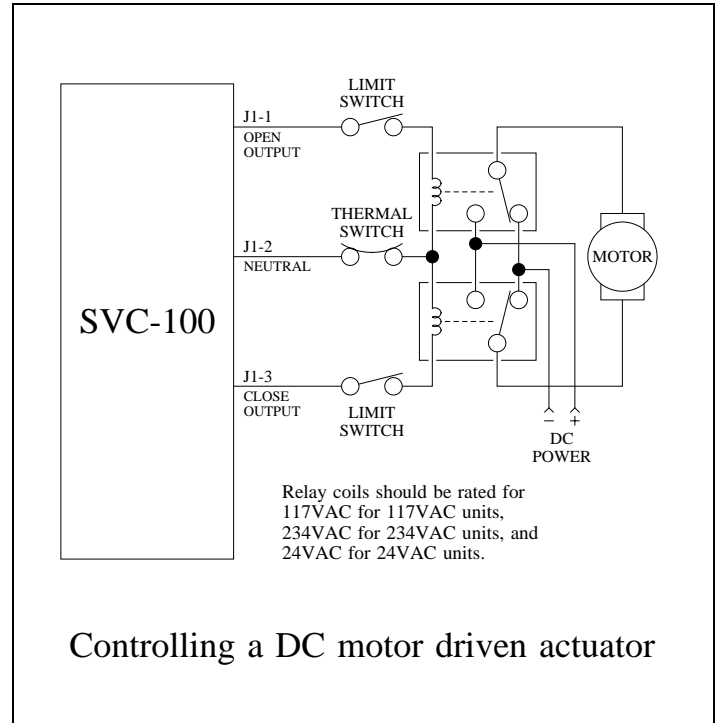 LIMIT
SWITCH
J1-1
OPEN
OUTPUT
THERMAL
SWITCH
J1-2
NEUTRAL
MOTOR
SVC-100
J1-3
CLOSE
OUTPUT
LIMIT
SWITCH
− +
DC
POWER
Relay coils should be rated for
117VAC for 117VAC units,
234VAC for 234VAC units, and
24VAC for 24VAC units.
Controlling a DC motor driven actuator